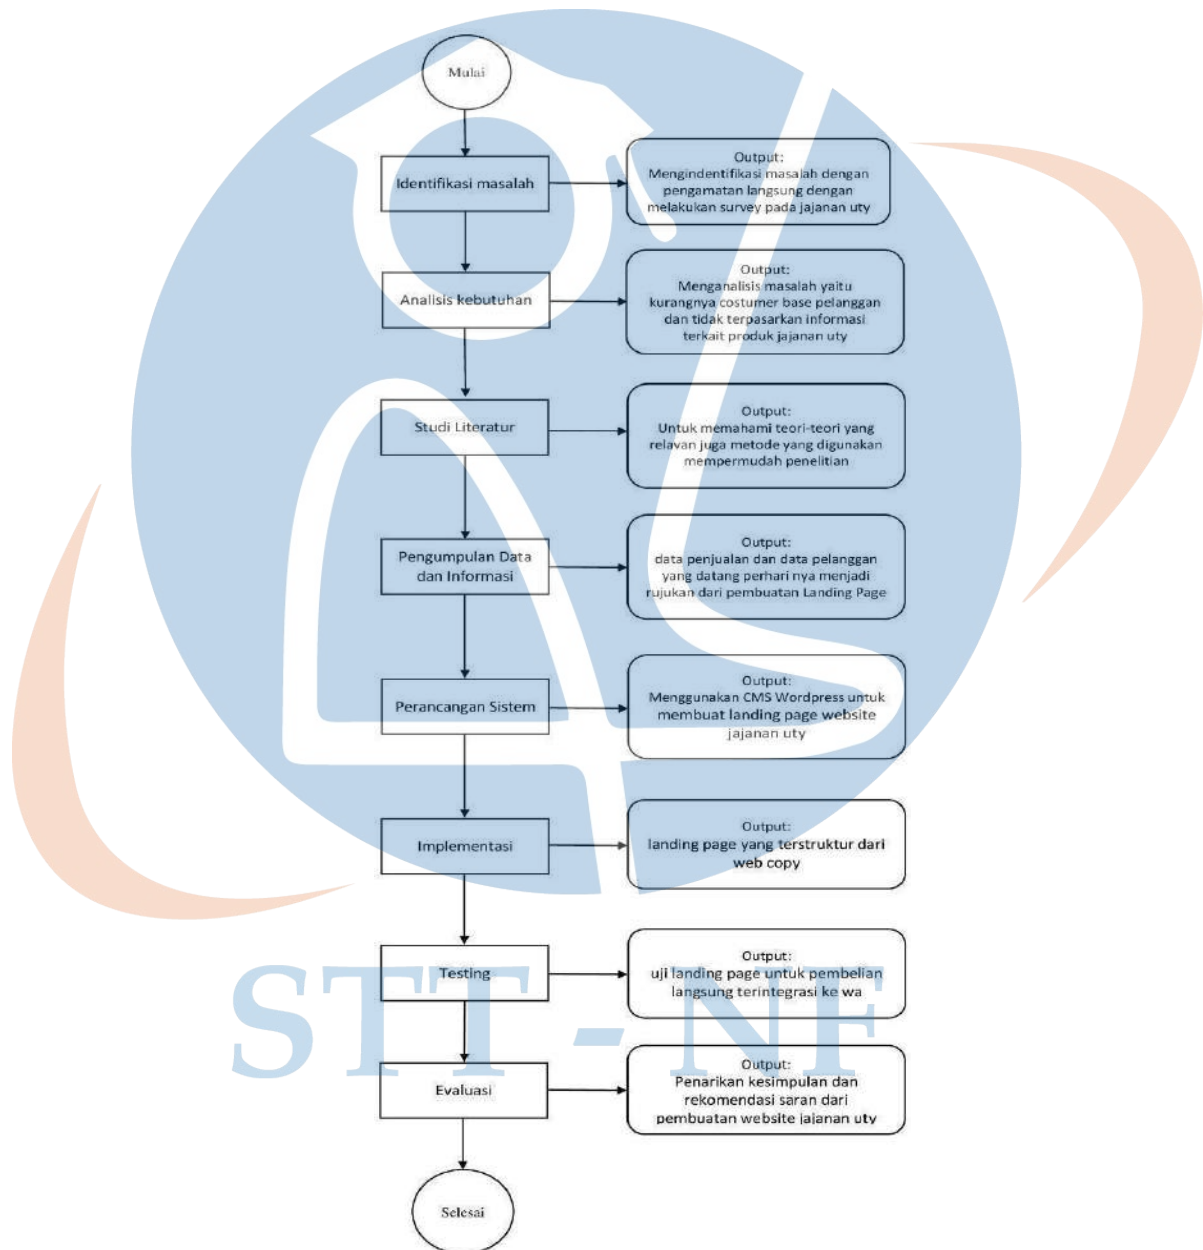 Mulai
Identifikasi masalah
Output:
Mengindentifikasi masalah dengan
pengamatan langsung dengan
melakukan survey pada jajanan uty
Analisis kebutuhan
Output:
Menganalisis masalah yaitu
kurangnya costumer base pelanggan
dan tidak terpasarkan informasi
terkait produk jajanan uty
Studi Literatur
Output:
Untuk memahami teori-teori yang
relavan juga metode yang digunakan
mempermudah penelitian
Pengumpulan Data
dan Informasi
Output:
data penjualan dan data pelanggan
yang datang perhari nya menjadi
rujukan dari pembuatan Landing Page
Perancangan Sistem
Output:
Menggunakan CMS Wordpress untuk
membuat landing page website
jajanan uty
Implementasi
Output:
landing page yang terstruktur dari
web copy
Testing
Output:
uji landing page untuk pembelian
langsung terintegrasi ke wa
STT - NF
Evaluasi
Output:
Penarikan kesimpulan dan
rekomendasi saran dari
pembuatan website jajanan uty
Selesai